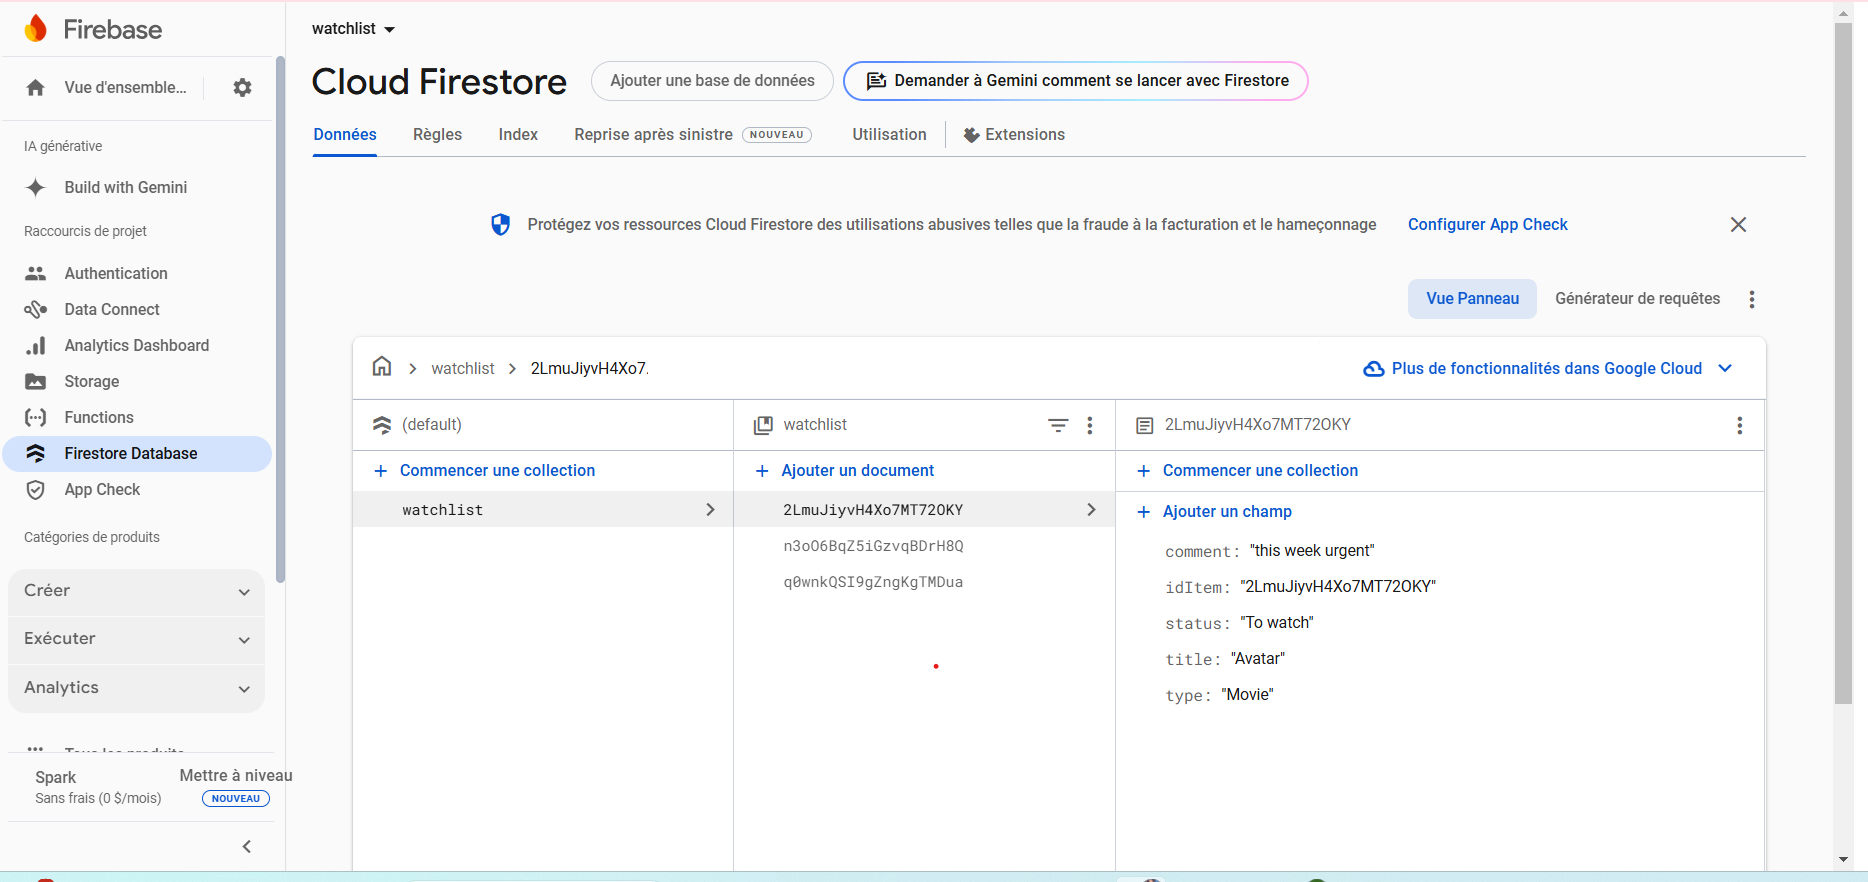 Firebase
Vue d'ensemble...
IA générative
Build with Gemini
Raccourcis de projet
Authentication
Data Connect
Analytics Dashboard
Storage
Functions
Firestore Database
App Check
Catégories de produits
Créer
Exécuter
Analytics
Tous les produits
Spark
Sans frais (0 $/mois)
Mettre à niveau
NOUVEAU
watchlist
Cloud Firestore
Ajouter une base de données
Demander à Gemini comment se lancer avec Firestore
Données Règles Index Reprise après sinistre NOUVEAU Utilisation Extensions
Protégez vos ressources Cloud Firestore des utilisations abusives telles que la fraude à la facturation et le hameçonnage Configurer App Check
Vue Panneau Générateur de requêtes
watchlist 2LmuJiyvH4Xo7.
Plus de fonctionnalités dans Google Cloud
(default)
Commencer une collection
watchlist
watchlist
Ajouter un document
2LmuJiyvH4Xo7MT72OKY
n3oO6BqZ5iGzvqBDrH8Q
q0wnkQSI9gZngKgTMDua
2LmuJiyvH4Xo7MT72OKY
Commencer une collection
Ajouter un champ
comment: "this week urgent"
idItem: "2LmuJiyvH4Xo7MT72OKY"
status: "To watch"
title: "Avatar"
type: "Movie"